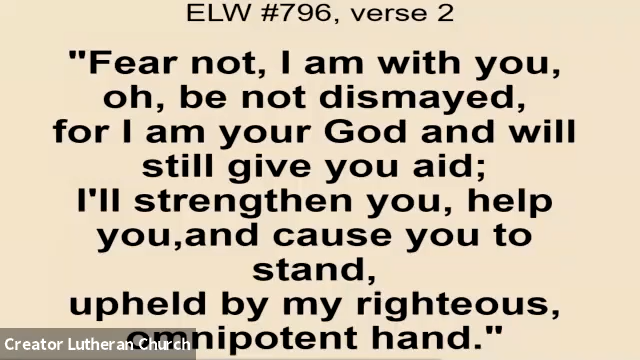 ELW #796, verse 2
"Fear not, I am with you,
oh, be not dismayed,
for I am your God and will
still give you aid;
I'll strengthen you, help
you,and cause you to
stand,
upheld by my righteous,
omnipotent hand."
Creator Lutheran Church